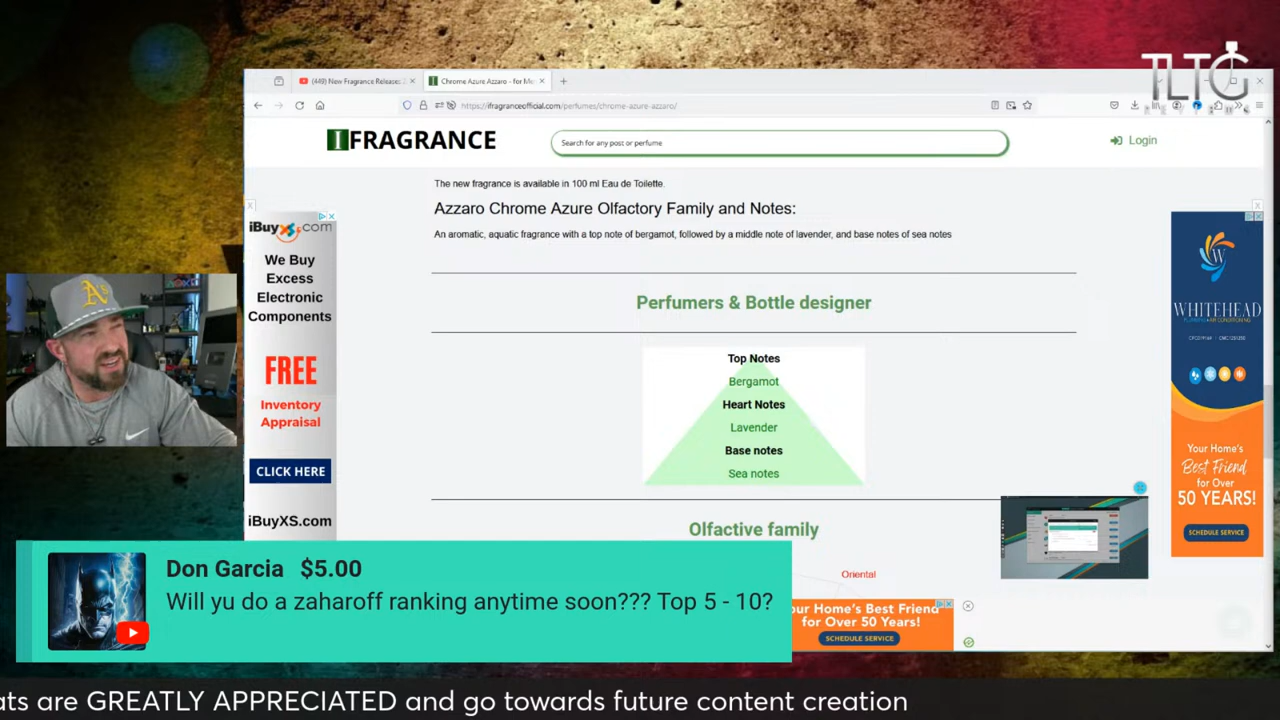 TLTG
(449) New Fragrance Release:
Chrome Azure Azzaro - for Me
https://ifragranceofficial.com/perfumes/chrome-azure-azzaro/
IFRAGRANCE
Search for any post or perfume
Login
The new fragrance is available in 100 ml Eau de Toilette.
Azzaro Chrome Azure Olfactory Family and Notes:
An aromatic, aquatic fragrance with a top note of bergamot, followed by a middle note of lavender, and base notes of sea notes
Perfumers & Bottle designer
Top Notes
Bergamot
Heart Notes
Lavender
Base notes
Sea notes
Olfactive family
Oriental
iBuyXS.com
We Buy
Excess
Electronic
Components
FREE
Inventory
Appraisal
CLICK HERE
iBuyXS.com
W
WHITEHEAD
Your Home's
Best Friend
for Over
50 YEARS!
SCHEDULE SERVICE
our Home's Best Friend
for Over 50 Years!
SCHEDULE SERVICE
Don Garcia $5.00
Will yu do a zaharoff ranking anytime soon??? Top 5 - 10?
ats are GREATLY APPRECIATED and go towards future content creation